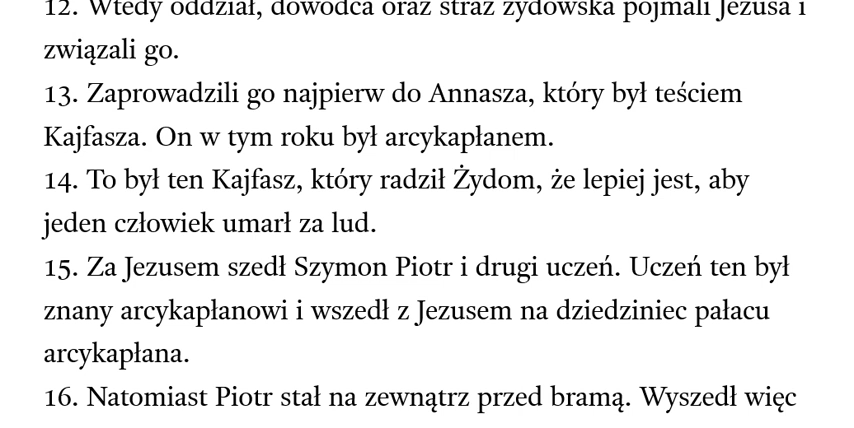 12. Wtedy oddział, dowódca oraz straż żydowska pojmali Jezusa i
związali go.
13. Zaprowadzili go najpierw do Annasza, który był teściem
Kajfasza. On w tym roku był arcykapłanem.
14. To był ten Kajfasz, który radził Żydom, że lepiej jest, aby
jeden człowiek umarł za lud.
15. Za Jezusem szedł Szymon Piotr i drugi uczeń. Uczeń ten był
znany arcykapłanowi i wszedł z Jezusem na dziedziniec pałacu
arcykapłana.
16. Natomiast Piotr stał na zewnątrz przed bramą. Wyszedł więc